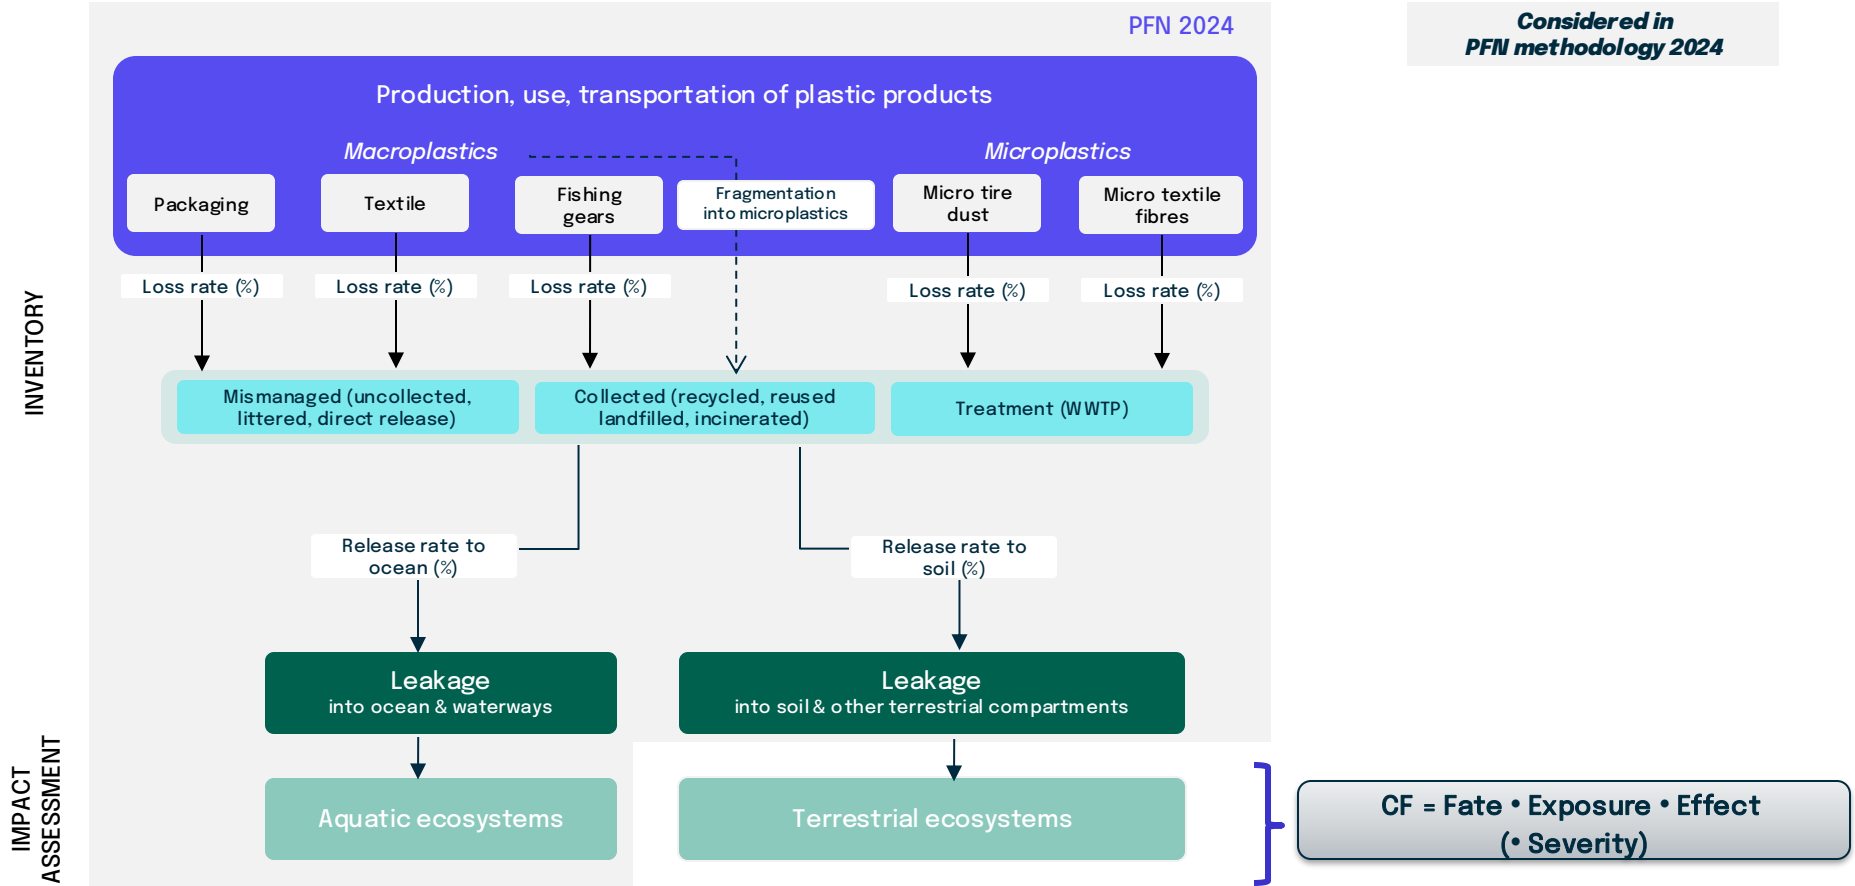 PFN 2024
Considered in
PFN methodology 2024
Production, use, transportation of plastic products
Macroplastics
Microplastics
Packaging
Textile
Fishing
gears
Fragmentation
into microplastics
Micro tire
dust
Micro textile
fibres
Loss rate (%)
Loss rate (%)
Loss rate (%)
Loss rate (%)
Loss rate (%)
INVENTORY
Mismanaged (uncollected,
littered, direct release)
Collected (recycled, reused
landfilled, incinerated)
Treatment (WWTP)
Release rate to
ocean (%)
Release rate to
soil (%)
Leakage
into ocean & waterways
Leakage
into soil & other terrestrial compartments
IMPACT
ASSESSMENT
Aquatic ecosystems
Terrestrial ecosystems
CF = Fate • Exposure • Effect
(• Severity)